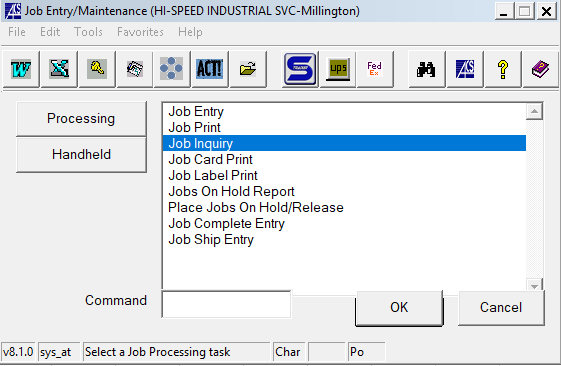 Job Entry/Maintenance (HI-SPEED INDUSTRIAL SVC-Millington)
File Edit Tools Favorites Help
W X ACT! S TRAVERSE ups Fed Ex ?
Processing
Handheld
Job Entry
Job Print
Job Inquiry
Job Card Print
Job Label Print
Jobs On Hold Report
Place Jobs On Hold/Release
Job Complete Entry
Job Ship Entry
Command
OK
Cancel
v8.1.0 sys_at Select a Job Processing task Char Po